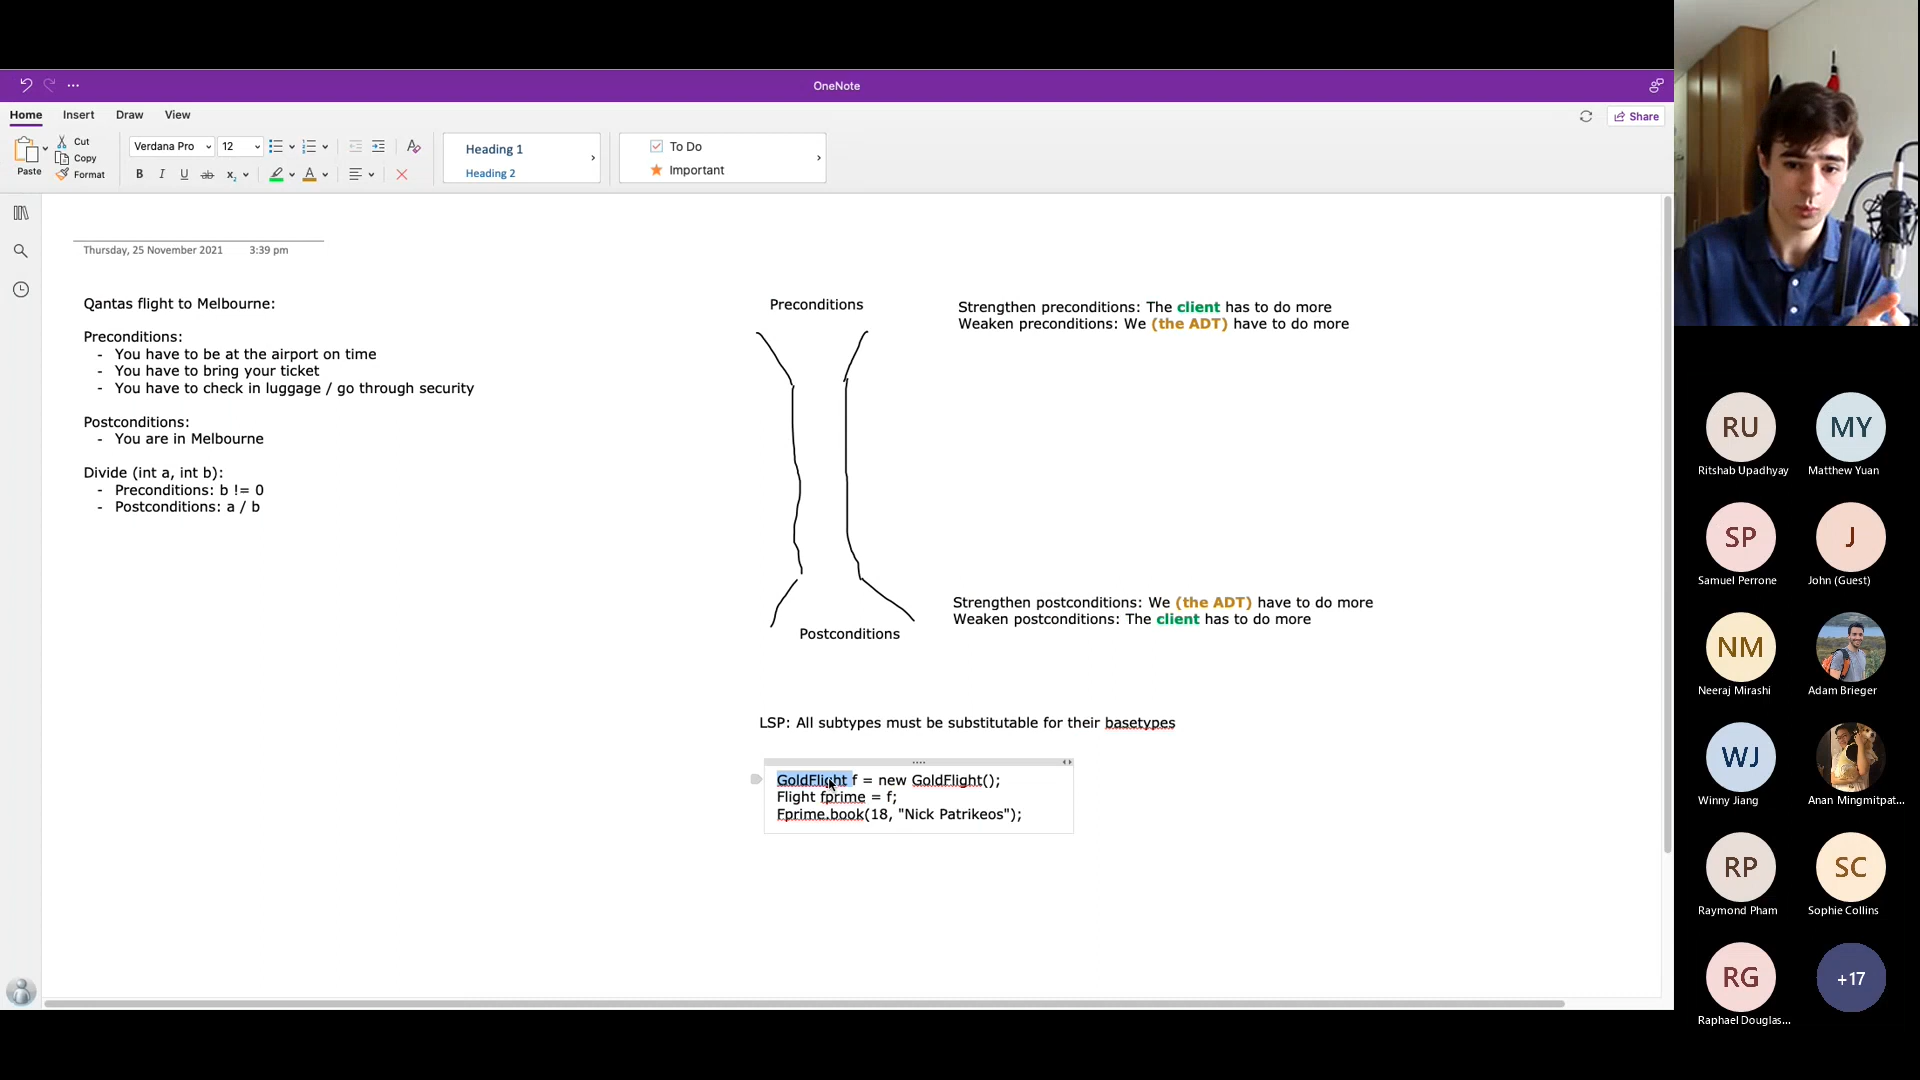 OneNote
Home Insert Draw View
Share
Paste
Cut
Copy
Format
Verdana Pro 12
B I U ab x₂ A
Heading 1
Heading 2
To Do
Important
Thursday, 25 November 2021 3:39 pm
Qantas flight to Melbourne:
Preconditions:
- You have to be at the airport on time
- You have to bring your ticket
- You have to check in luggage / go through security
Postconditions:
- You are in Melbourne
Divide (int a, int b):
- Preconditions: b != 0
- Postconditions: a / b
Preconditions
Strengthen preconditions: The client has to do more
Weaken preconditions: We (the ADT) have to do more
Strengthen postconditions: We (the ADT) have to do more
Weaken postconditions: The client has to do more
Postconditions
LSP: All subtypes must be substitutable for their basetypes
GoldFlight f = new GoldFlight();
Flight fprime = f;
Fprime.book(18, "Nick Patrikeos");
RU
Ritshab Upadhyay
MY
Matthew Yuan
SP
Samuel Perrone
J
John (Guest)
NM
Neeraj Mirashi
Adam Brieger
WJ
Winny Jiang
Anan Mingmitpat...
RP
Raymond Pham
SC
Sophie Collins
RG
Raphael Douglas...
+17